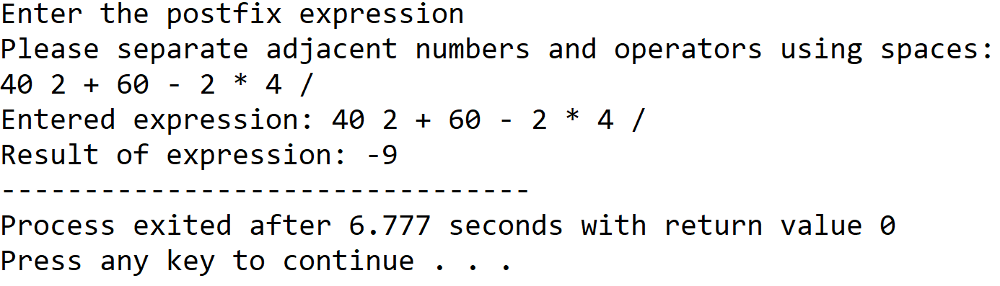 Enter the postfix expression
Please separate adjacent numbers and operators using spaces:
40 2 + 60 - 2 * 4 /
Entered expression: 40 2 + 60 - 2 * 4 /
Result of expression: -9
--------------------------------
Process exited after 6.777 seconds with return value 0
Press any key to continue . . .